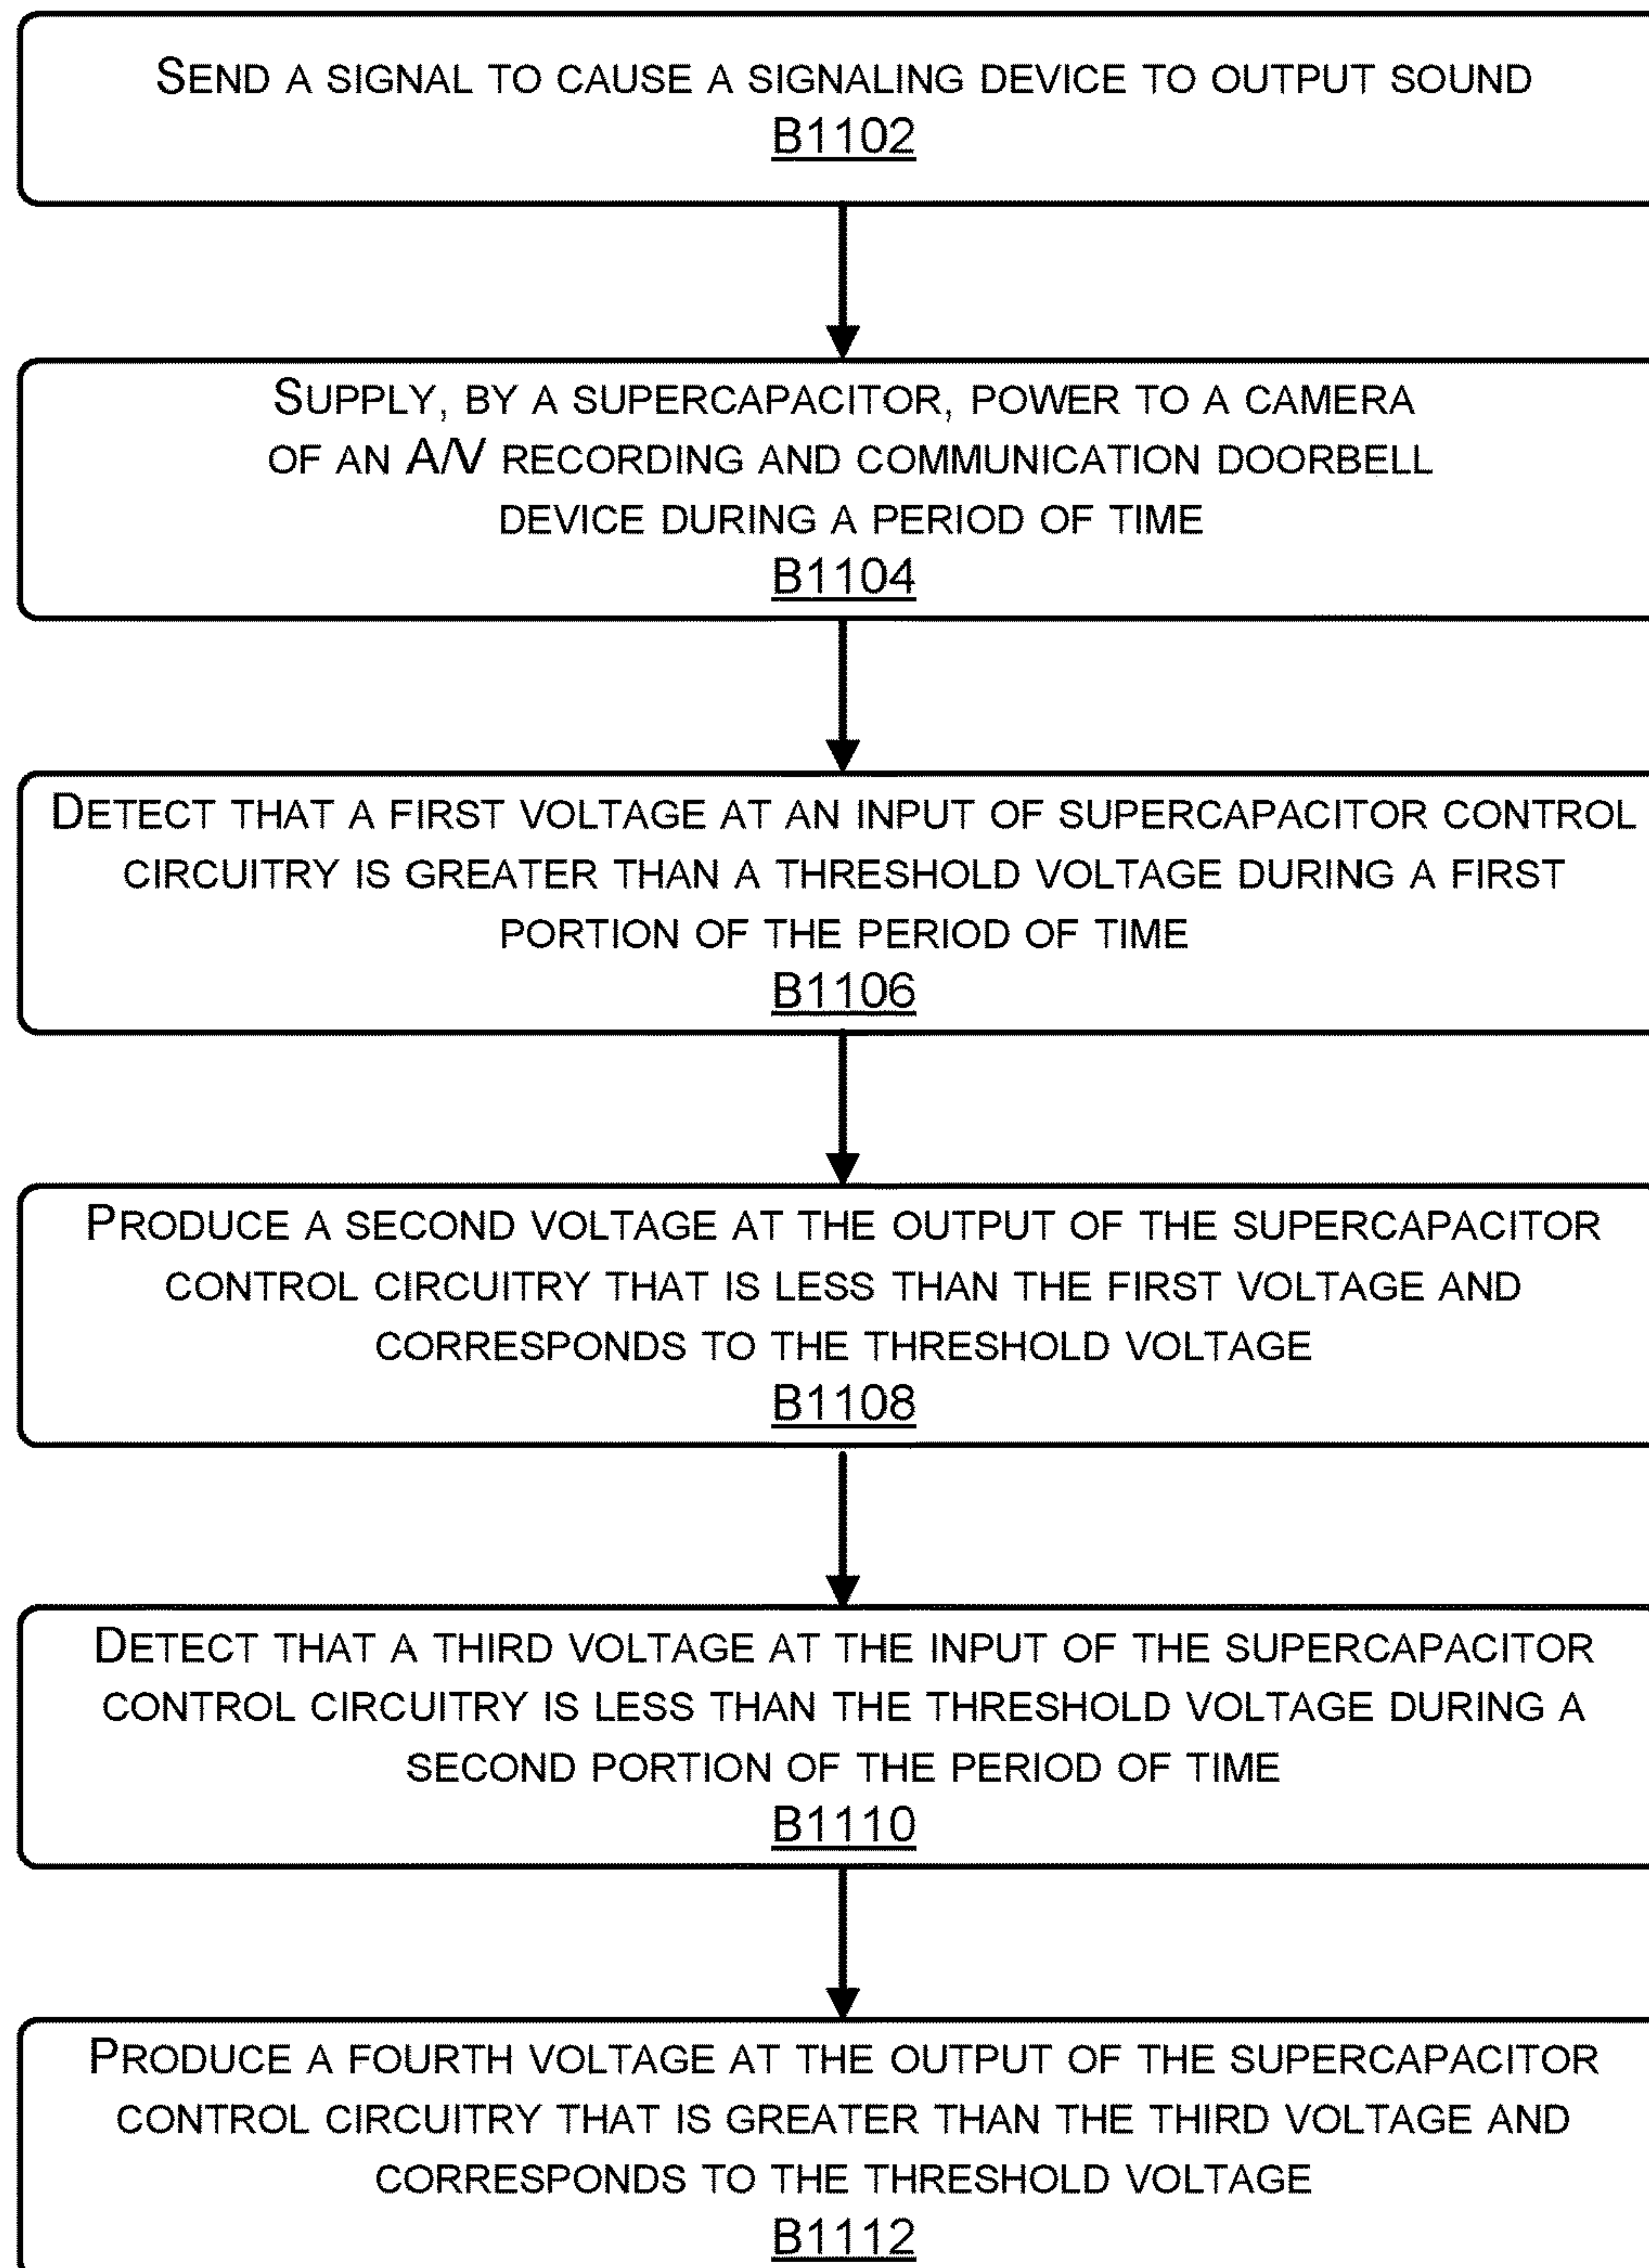 SEND A SIGNAL TO CAUSE A SIGNALING DEVICE TO OUTPUT SOUND
B1102
SUPPLY, BY A SUPERCAPACITOR, POWER TO A CAMERA
OF AN A/V RECORDING AND COMMUNICATION DOORBELL
DEVICE DURING A PERIOD OF TIME
B1104
DETECT THAT A FIRST VOLTAGE AT AN INPUT OF SUPERCAPACITOR CONTROL
CIRCUITRY IS GREATER THAN A THRESHOLD VOLTAGE DURING A FIRST
PORTION OF THE PERIOD OF TIME
B1106
PRODUCE A SECOND VOLTAGE AT THE OUTPUT OF THE SUPERCAPACITOR
CONTROL CIRCUITRY THAT IS LESS THAN THE FIRST VOLTAGE AND
CORRESPONDS TO THE THRESHOLD VOLTAGE
B1108
DETECT THAT A THIRD VOLTAGE AT THE INPUT OF THE SUPERCAPACITOR
CONTROL CIRCUITRY IS LESS THAN THE THRESHOLD VOLTAGE DURING A
SECOND PORTION OF THE PERIOD OF TIME
B1110
PRODUCE A FOURTH VOLTAGE AT THE OUTPUT OF THE SUPERCAPACITOR
CONTROL CIRCUITRY THAT IS GREATER THAN THE THIRD VOLTAGE AND
CORRESPONDS TO THE THRESHOLD VOLTAGE
B1112